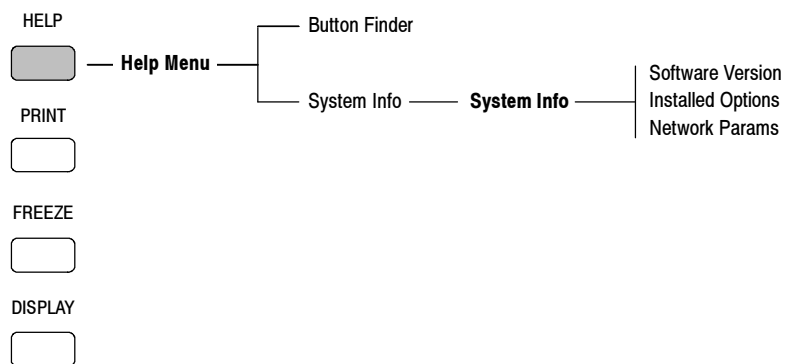 HELP
Help Menu
Button Finder
System Info
System Info
Software Version
Installed Options
Network Params
PRINT
FREEZE
DISPLAY